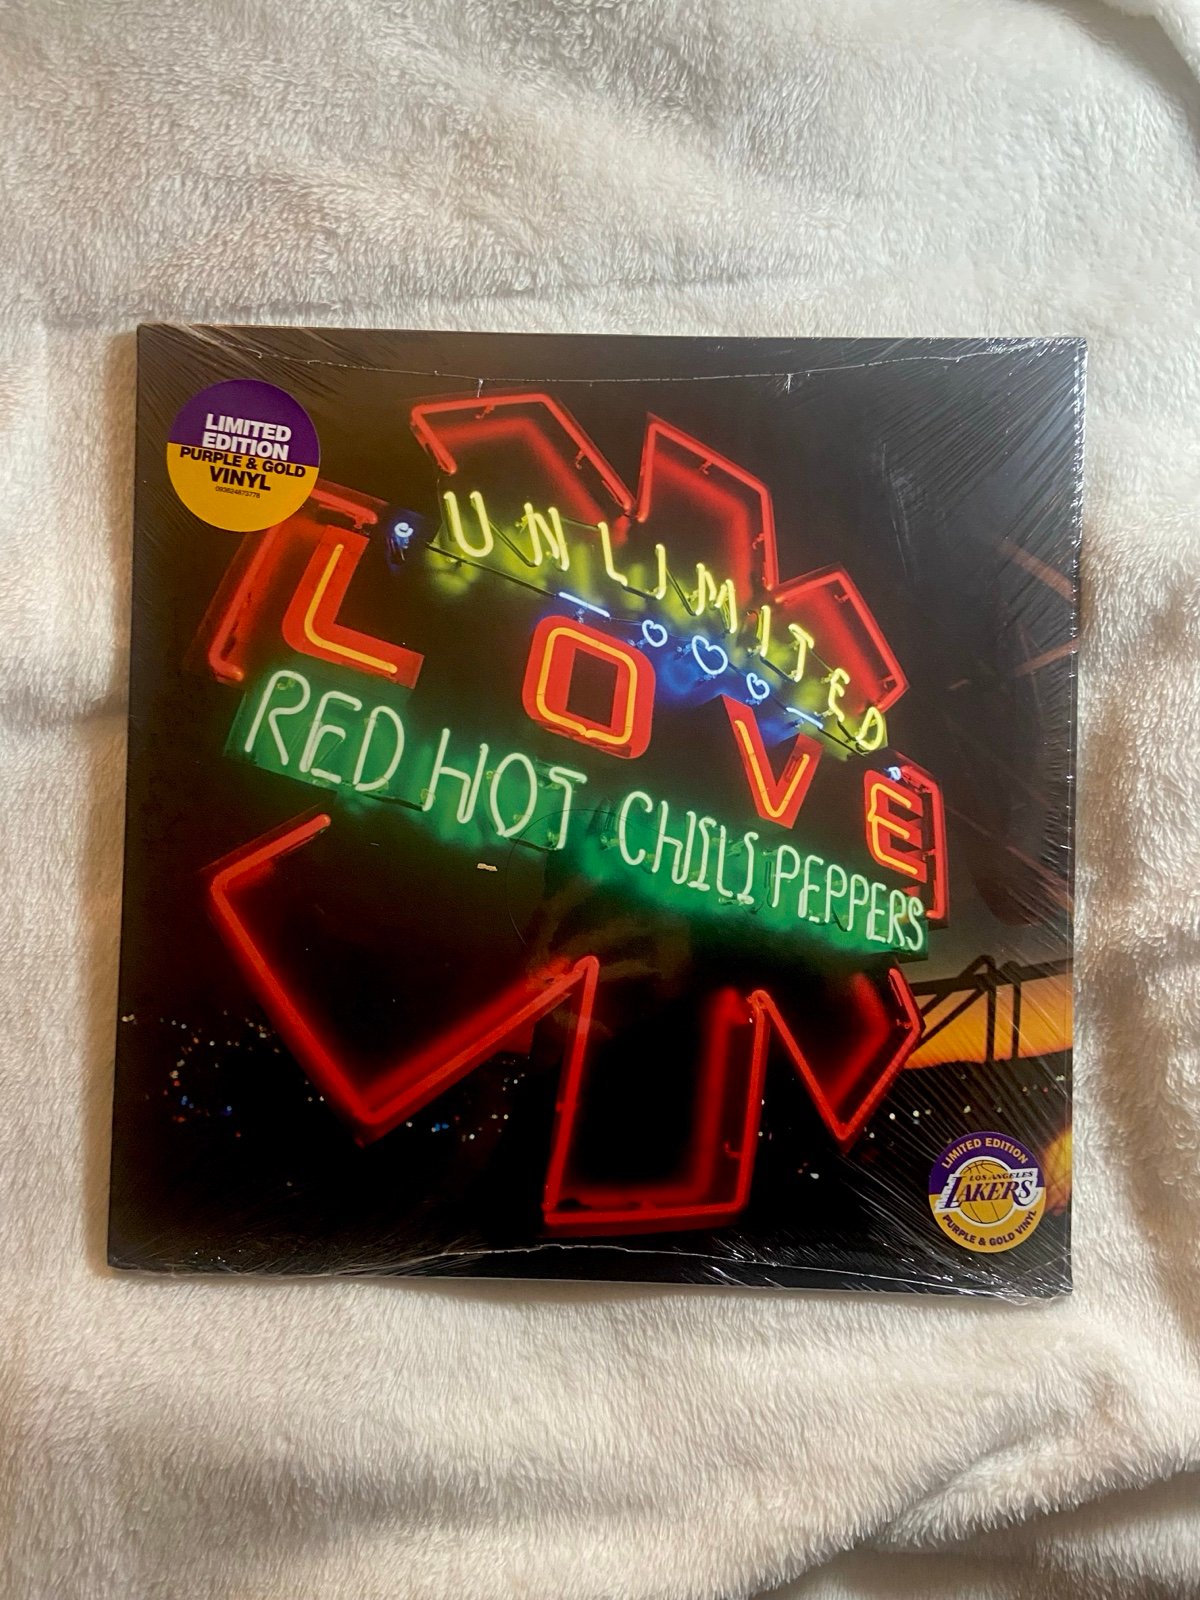 LIMITED
EDITION
PURPLE & GOLD
VINYL
UNLIMITED
LOVE
RED HOT CHILI PEPPERS
LIMITED EDITION
LOS ANGELES
LAKERS
PURPLE & GOLD VINYL